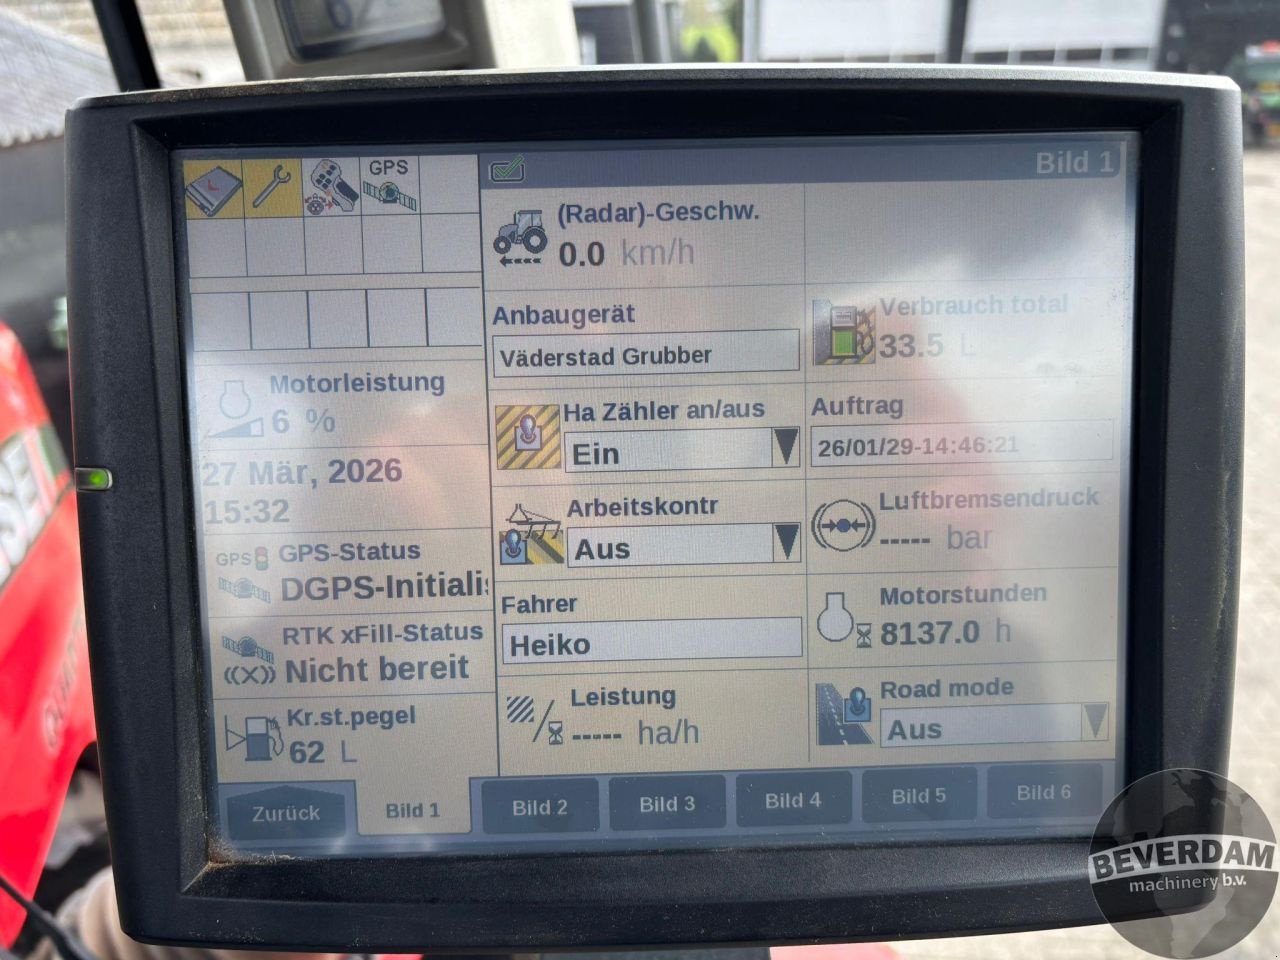 GPS
Bild 1
(Radar)-Geschw.
0.0 km/h
Anbaugerät
Väderstad Grubber
Verbrauch total
33.5 L
Motorleistung
6 %
Ha Zähler an/aus
Ein
Auftrag
26/01/29-14:46:21
27 Mär, 2026
15:32
Arbeitskontr
Aus
Luftbremsendruck
----- bar
GPS
GPS-Status
DGPS-Initialis
Fahrer
Heiko
Motorstunden
8137.0 h
RTK xFill-Status
Nicht bereit
Leistung
----- ha/h
Road mode
Aus
Kr.st.pegel
62 L
Zurück
Bild 1
Bild 2
Bild 3
Bild 4
Bild 5
Bild 6
BEVERDAM
machinery b.v.